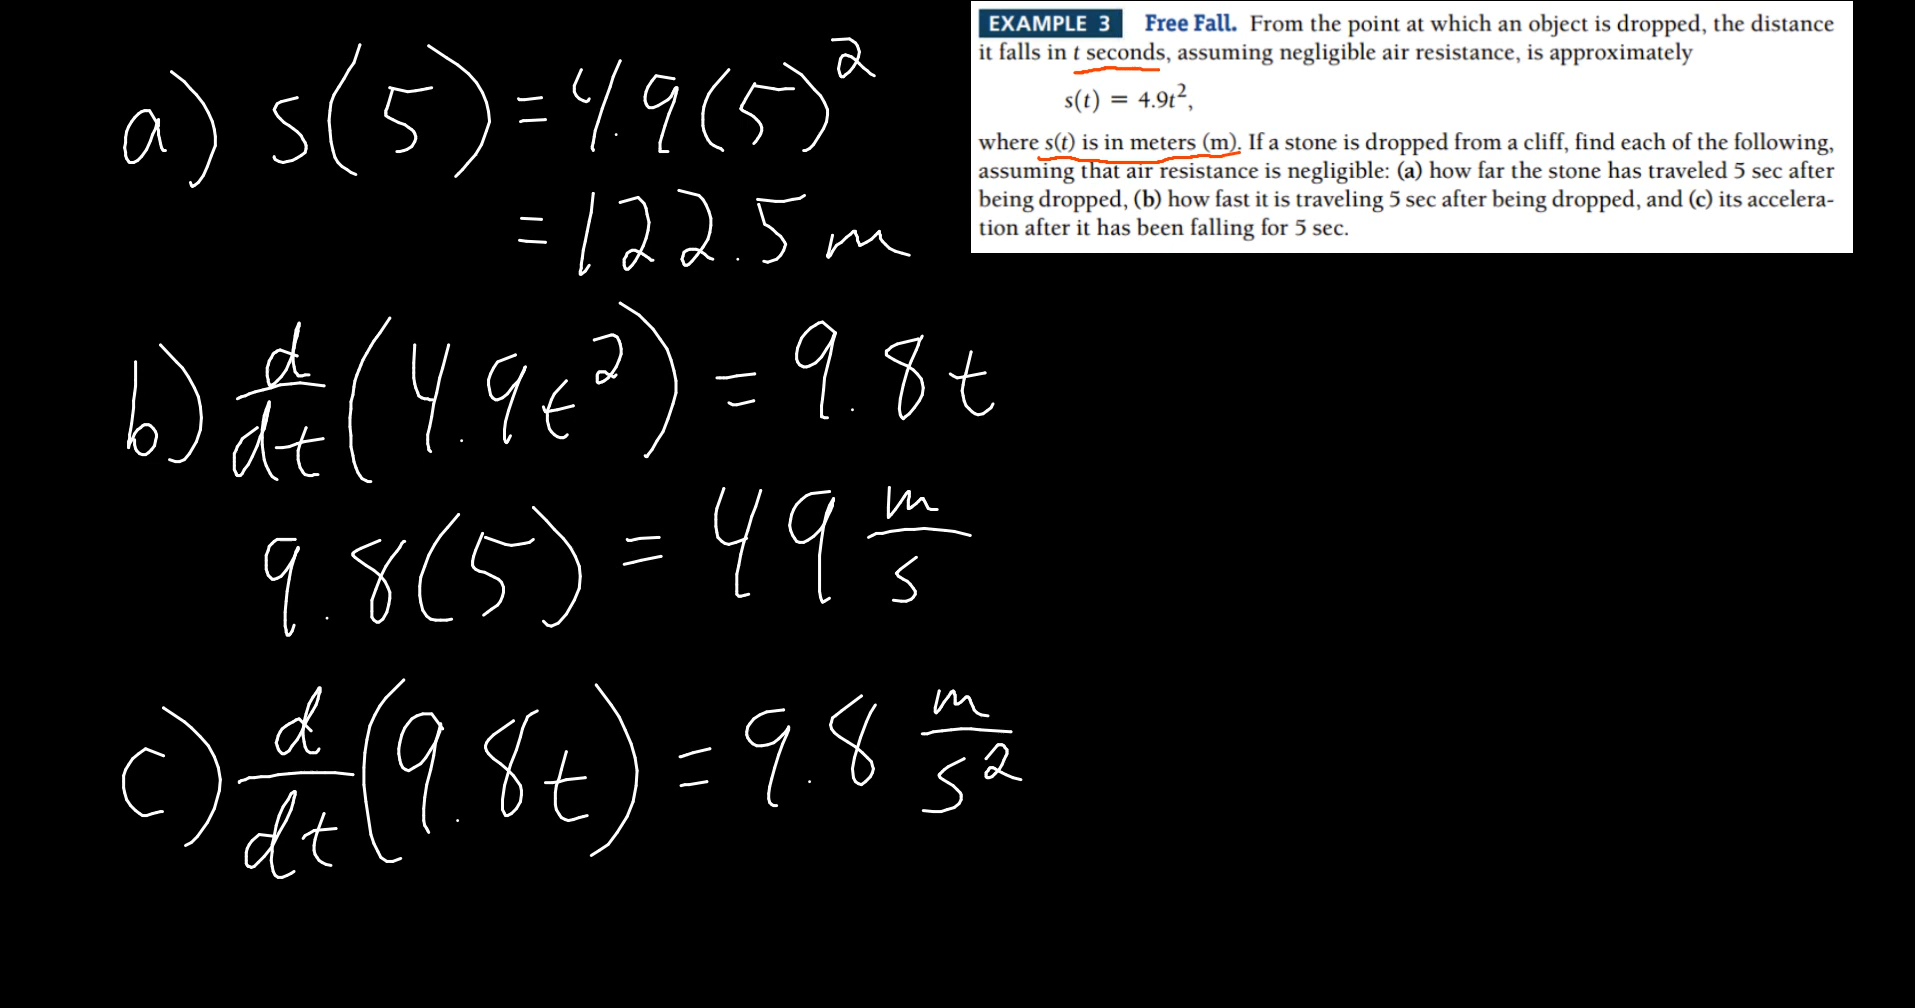 a) s(5) = 4.9(5)²
= 122.5 m
b) d/dt (4.9t²) = 9.8t
9.8(5) = 49 m/s
c) d/dt (9.8t) = 9.8 m/s²
EXAMPLE 3 Free Fall. From the point at which an object is dropped, the distance
it falls in t seconds, assuming negligible air resistance, is approximately
s(t) = 4.9t²,
where s(t) is in meters (m). If a stone is dropped from a cliff, find each of the following,
assuming that air resistance is negligible: (a) how far the stone has traveled 5 sec after
being dropped, (b) how fast it is traveling 5 sec after being dropped, and (c) its accelera-
tion after it has been falling for 5 sec.